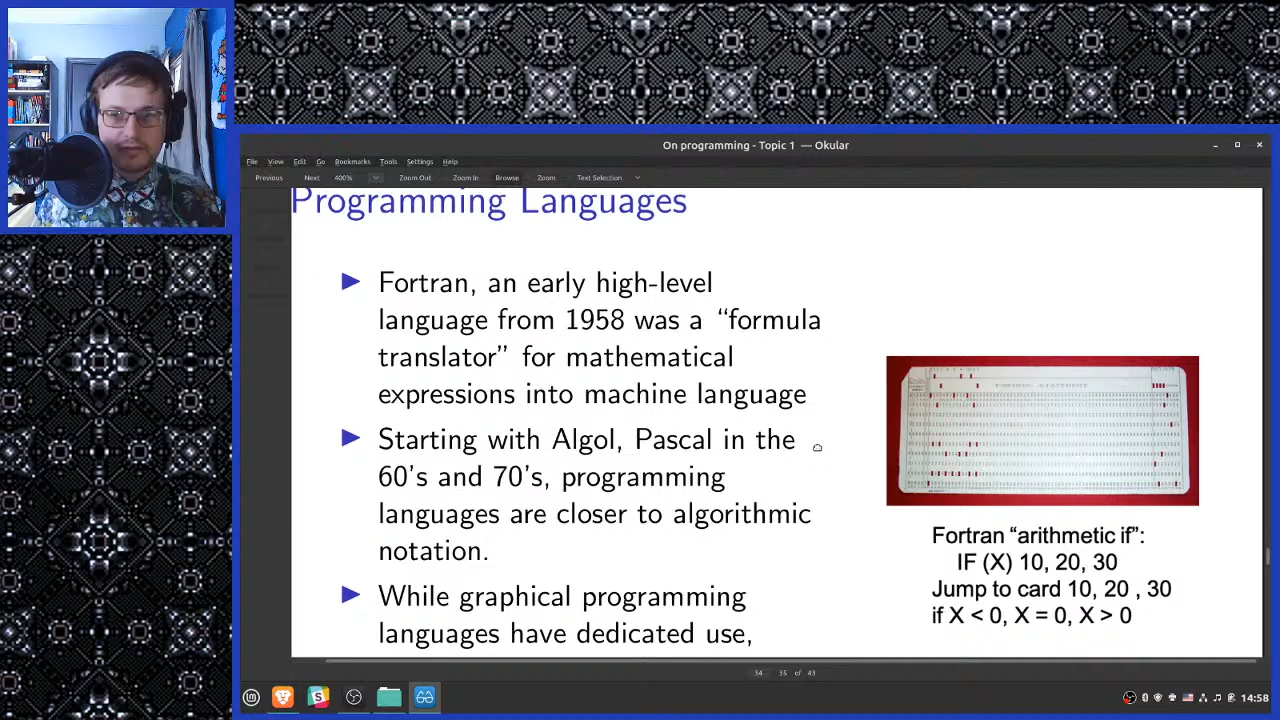 On programming - Topic 1 — Okular
File View Edit Go Bookmarks Tools Settings Help
Previous Next 400% Zoom Out Zoom In Browse Zoom Text Selection
Programming Languages
Fortran, an early high-level
language from 1958 was a “formula
translator” for mathematical
expressions into machine language
Starting with Algol, Pascal in the
60's and 70's, programming
languages are closer to algorithmic
notation.
While graphical programming
languages have dedicated use,
FORTRAN STATEMENT
Fortran “arithmetic if”:
IF (X) 10, 20, 30
Jump to card 10, 20 , 30
if X < 0, X = 0, X > 0
34 35 of 43
14:58